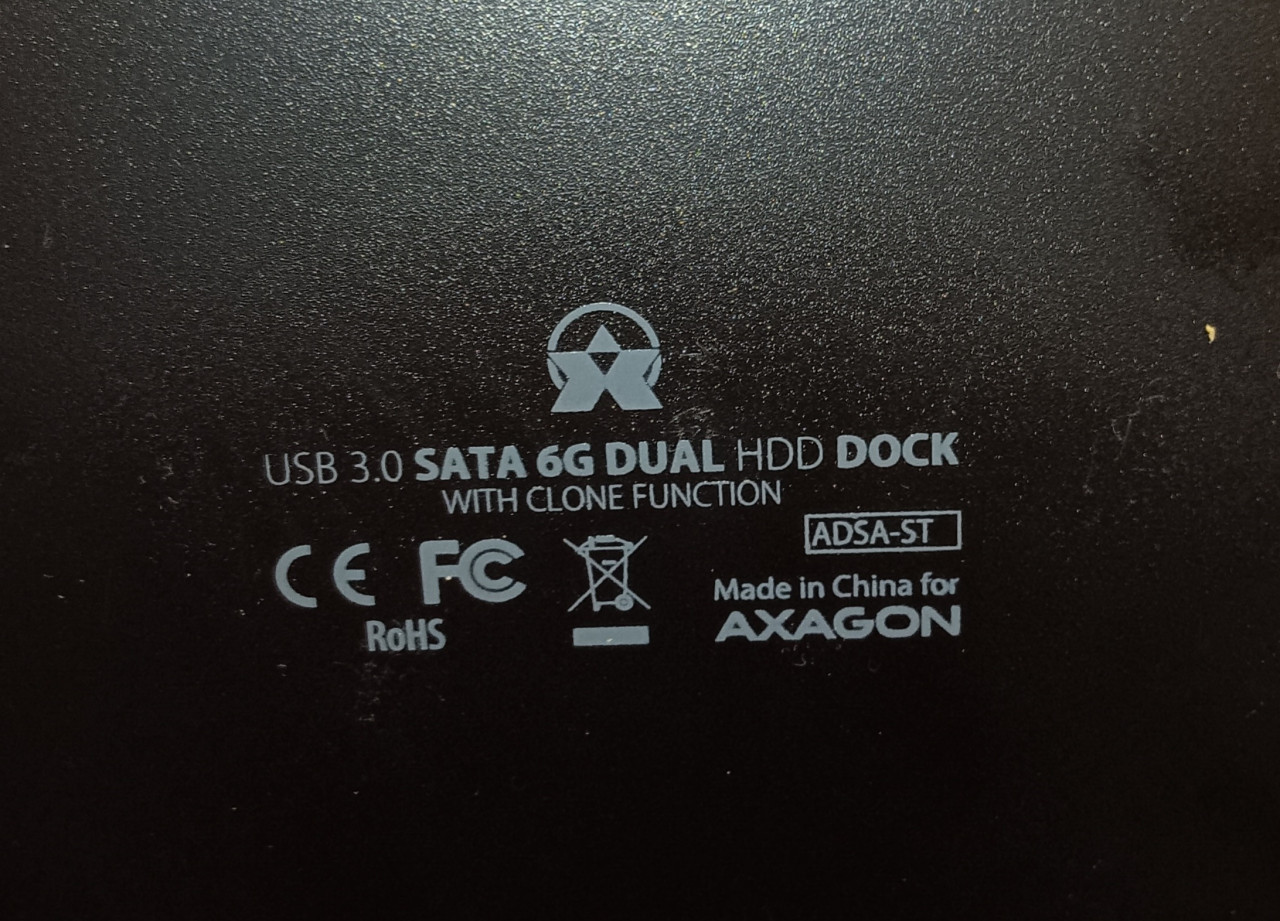 USB 3.0 SATA 6G DUAL HDD DOCK
WITH CLONE FUNCTION
ADSA-ST
CE FC
RoHS
Made in China for
AXAGON